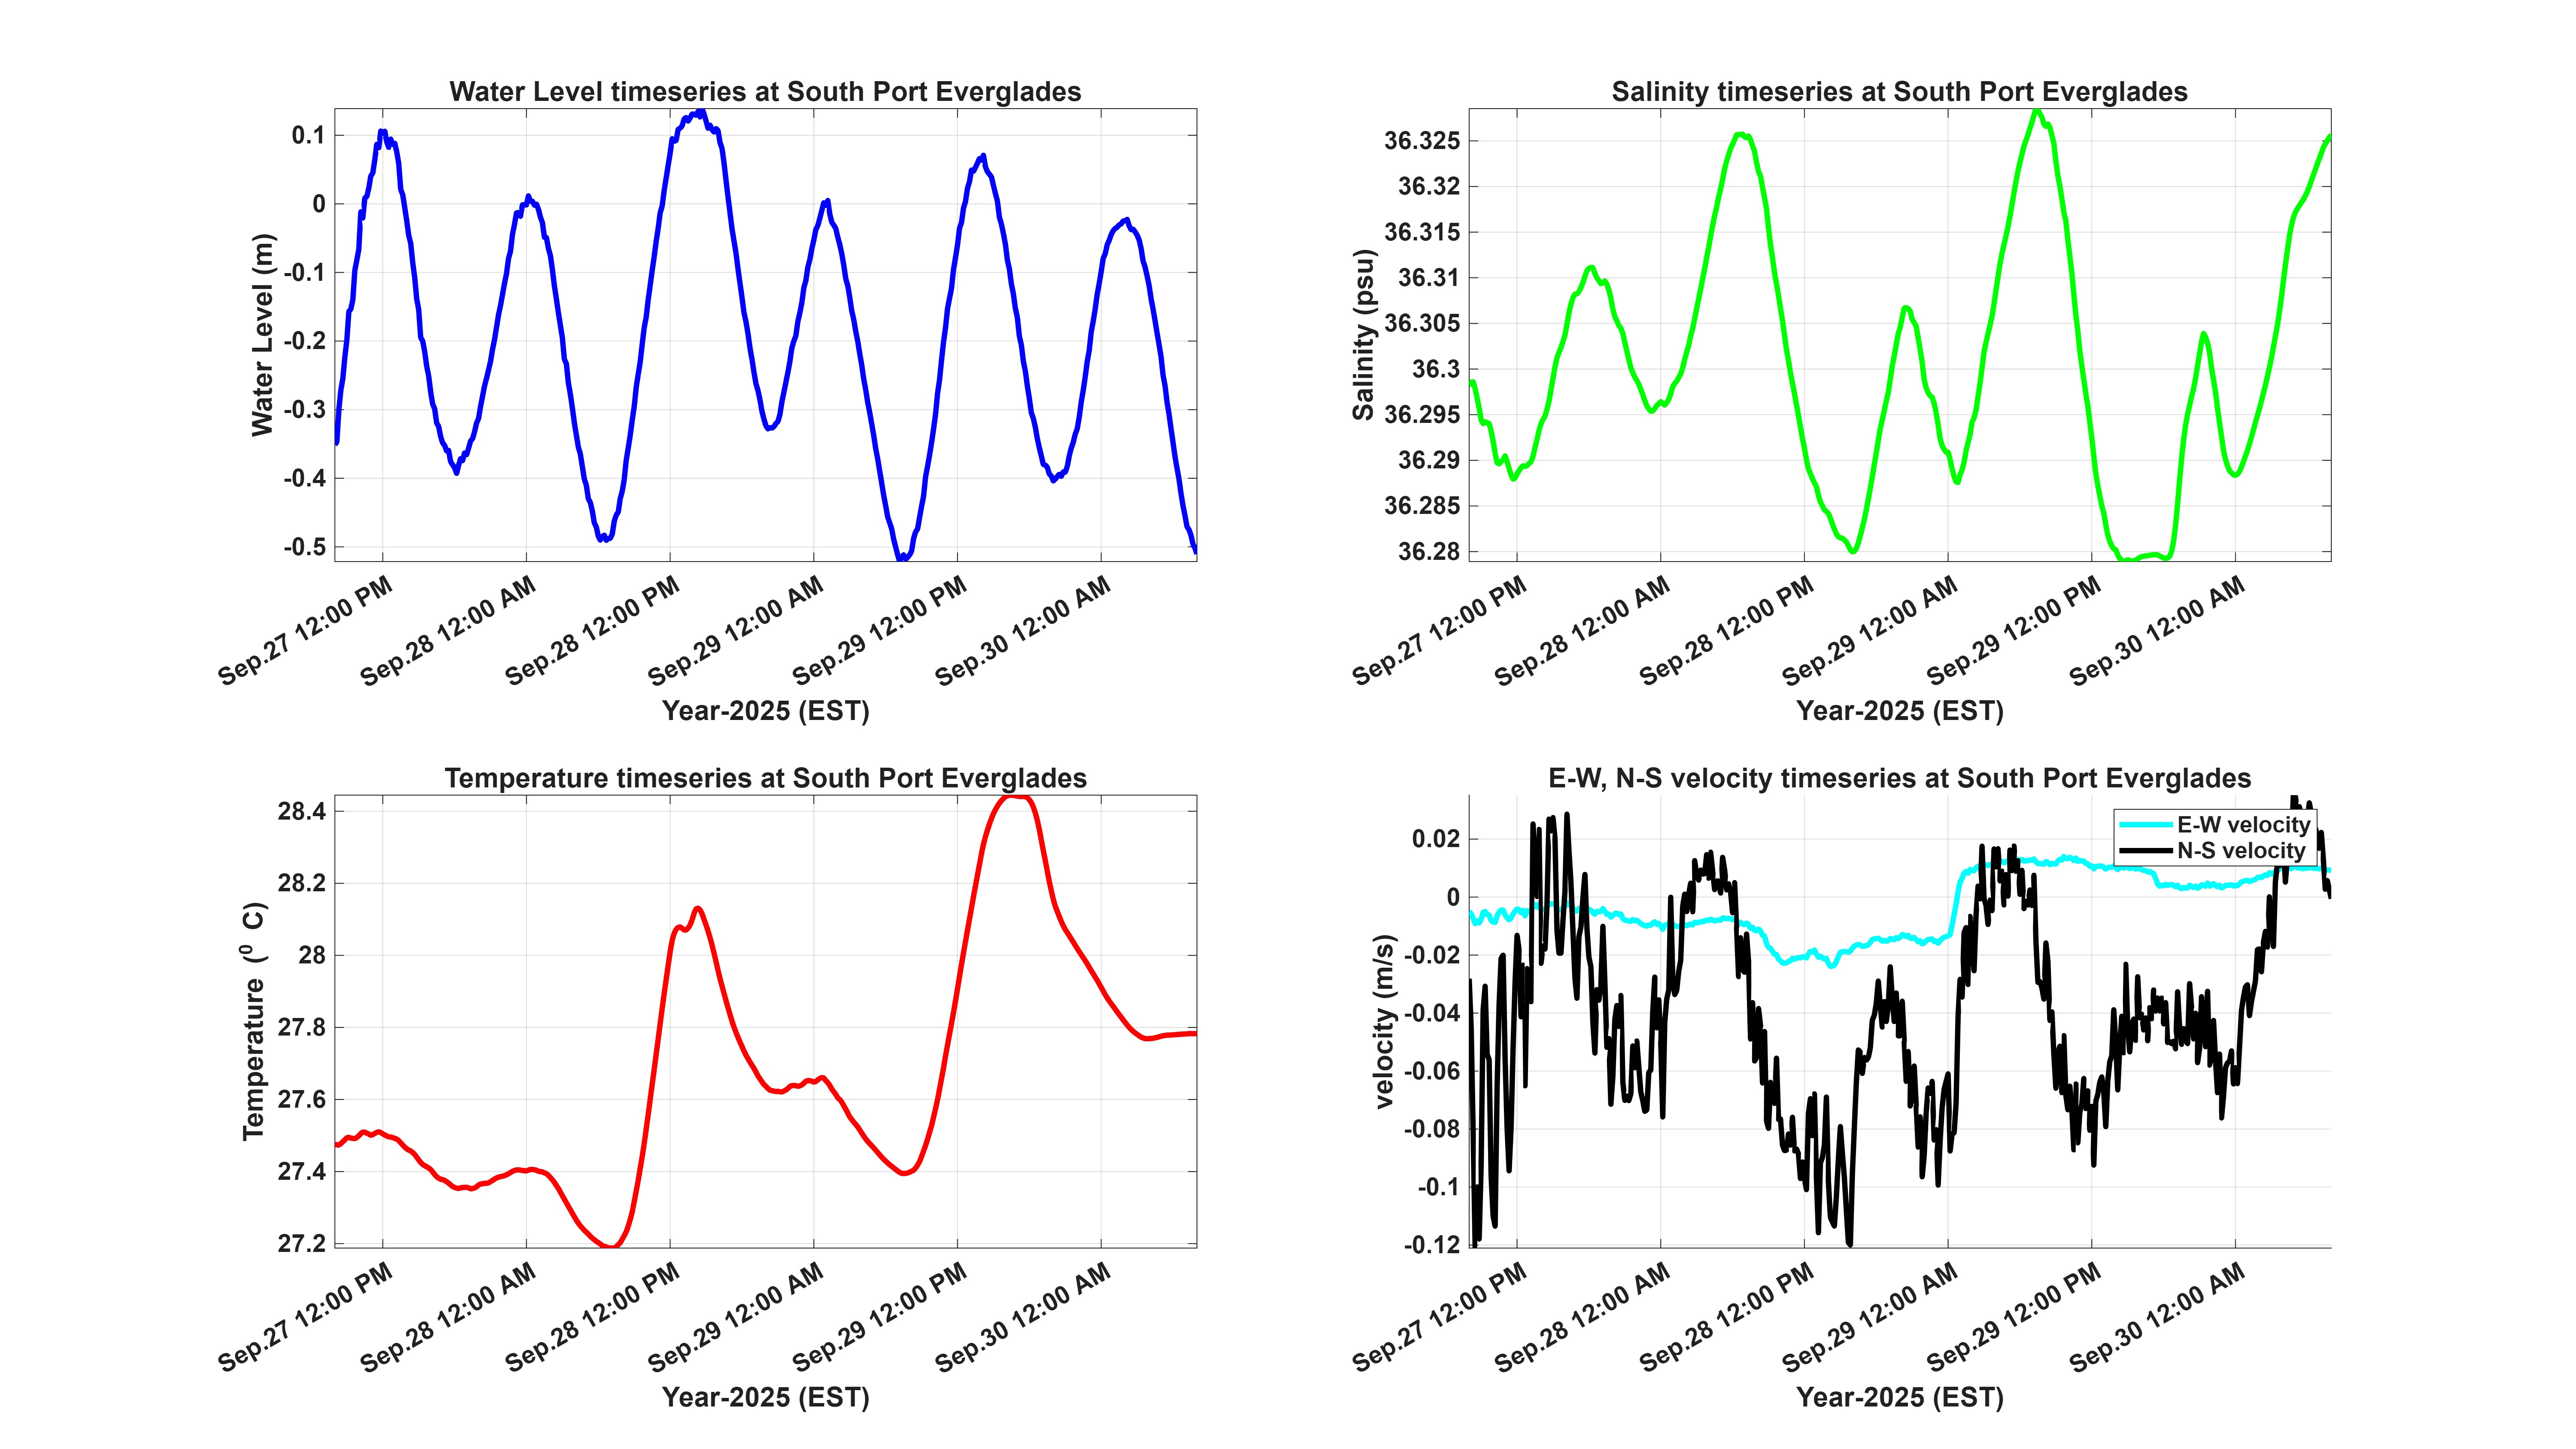 Water Level timeseries at South Port Everglades
0.1
0
-0.1
-0.2
-0.3
-0.4
-0.5
Water Level (m)
Sep.27 12:00 PM
Sep.28 12:00 AM
Sep.28 12:00 PM
Sep.29 12:00 AM
Sep.29 12:00 PM
Sep.30 12:00 AM
Year-2025 (EST)
Salinity timeseries at South Port Everglades
36.325
36.32
36.315
36.31
36.305
36.3
36.295
36.29
36.285
36.28
Salinity (psu)
Sep.27 12:00 PM
Sep.28 12:00 AM
Sep.28 12:00 PM
Sep.29 12:00 AM
Sep.29 12:00 PM
Sep.30 12:00 AM
Year-2025 (EST)
Temperature timeseries at South Port Everglades
28.4
28.2
28
27.8
27.6
27.4
27.2
Temperature (⁰ C)
Sep.27 12:00 PM
Sep.28 12:00 AM
Sep.28 12:00 PM
Sep.29 12:00 AM
Sep.29 12:00 PM
Sep.30 12:00 AM
Year-2025 (EST)
E-W, N-S velocity timeseries at South Port Everglades
E-W velocity
N-S velocity
0.02
0
-0.02
-0.04
-0.06
-0.08
-0.1
-0.12
velocity (m/s)
Sep.27 12:00 PM
Sep.28 12:00 AM
Sep.28 12:00 PM
Sep.29 12:00 AM
Sep.29 12:00 PM
Sep.30 12:00 AM
Year-2025 (EST)